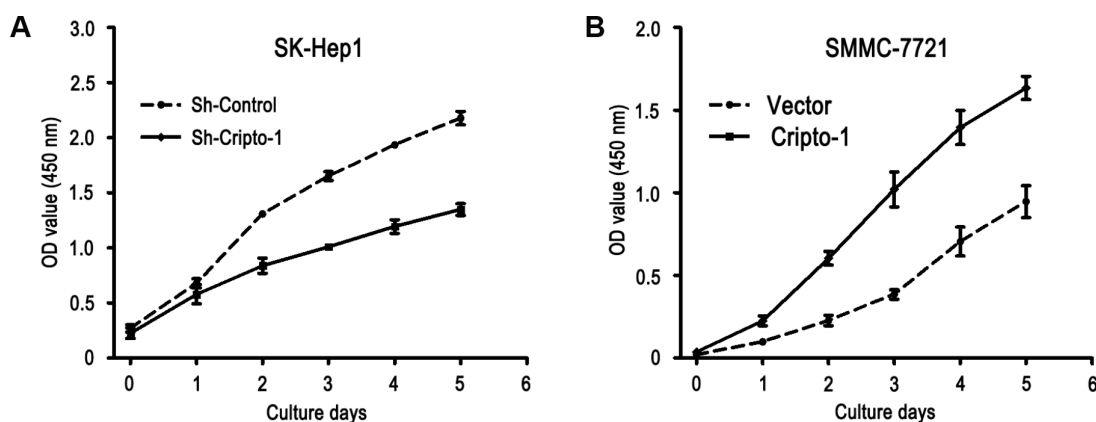 A
SK-Hep1
OD value (450 nm)
3.0
2.5
2.0
1.5
1.0
0.5
0
Sh-Control
Sh-Cripto-1
0 1 2 3 4 5 6
Culture days
B
SMMC-7721
OD value (450 nm)
2.0
1.5
1.0
0.5
0
Vector
Cripto-1
0 1 2 3 4 5 6
Culture days